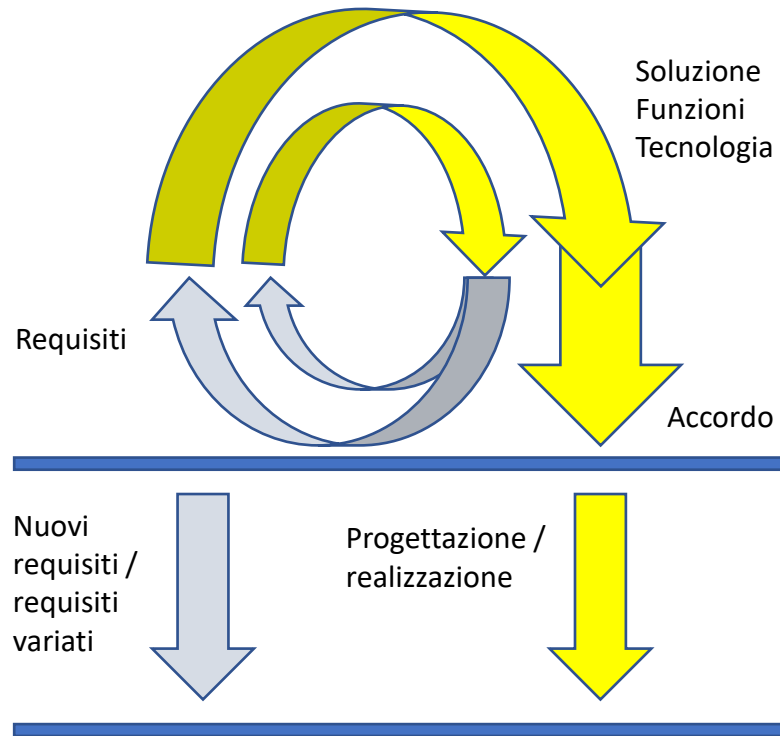 Soluzione
Funzioni
Tecnologia
Requisiti
Accordo
Nuovi
requisiti /
requisiti
variati
Progettazione /
realizzazione